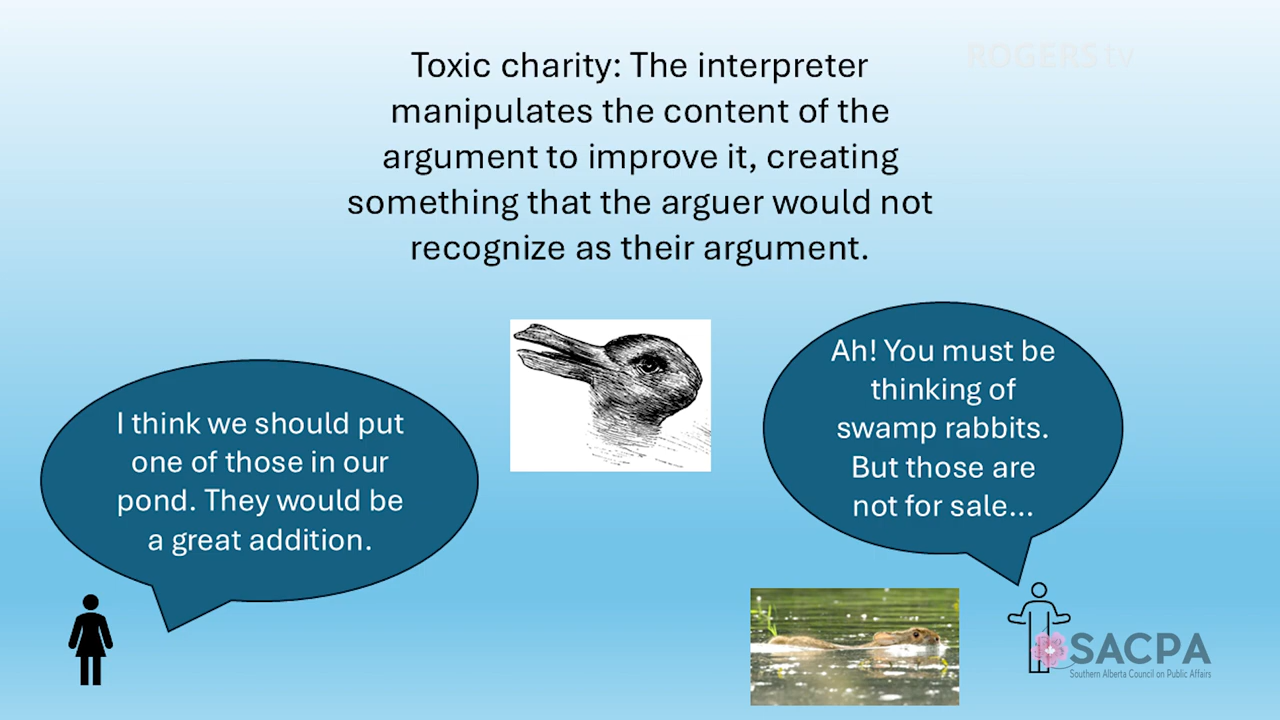 ROGERS tv
Toxic charity: The interpreter
manipulates the content of the
argument to improve it, creating
something that the arguer would not
recognize as their argument.
I think we should put
one of those in our
pond. They would be
a great addition.
Ah! You must be
thinking of
swamp rabbits.
But those are
not for sale...
SACPA
Southern Alberta Council on Public Affairs